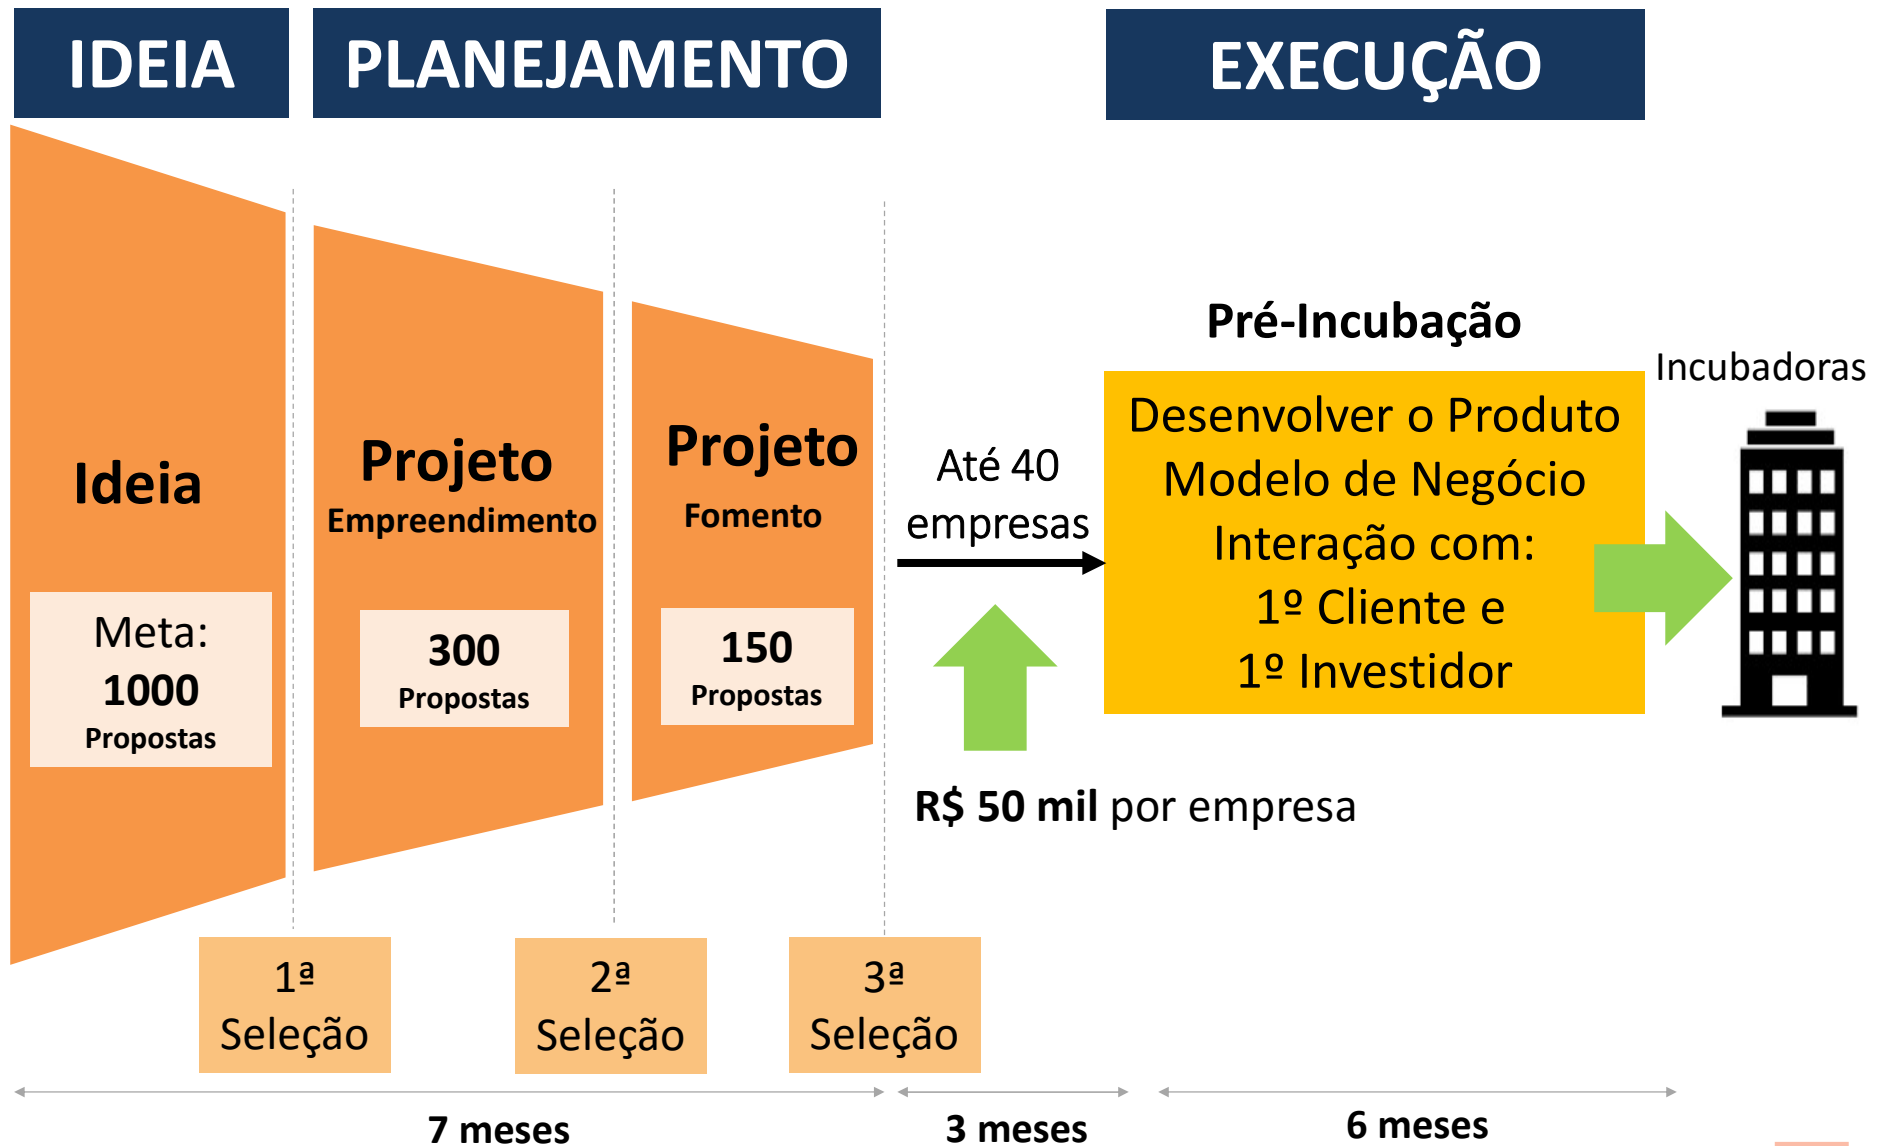 IDEIA
PLANEJAMENTO
EXECUÇÃO
Ideia
Meta:
1000
Propostas
Projeto
Empreendimento
300
Propostas
Projeto
Fomento
150
Propostas
Até 40
empresas
R$ 50 mil por empresa
Pré-Incubação
Desenvolver o Produto
Modelo de Negócio
Interação com:
1º Cliente e
1º Investidor
Incubadoras
1ª
Seleção
2ª
Seleção
3ª
Seleção
7 meses
3 meses
6 meses